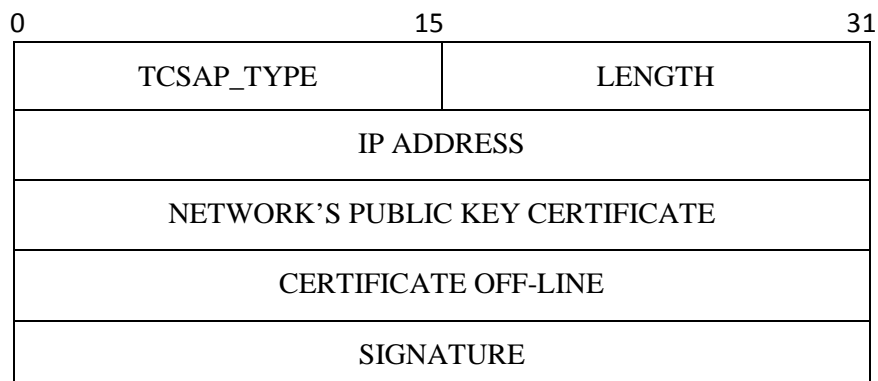 0 15 31
TCSAP_TYPE LENGTH
IP ADDRESS
NETWORK’S PUBLIC KEY CERTIFICATE
CERTIFICATE OFF-LINE
SIGNATURE